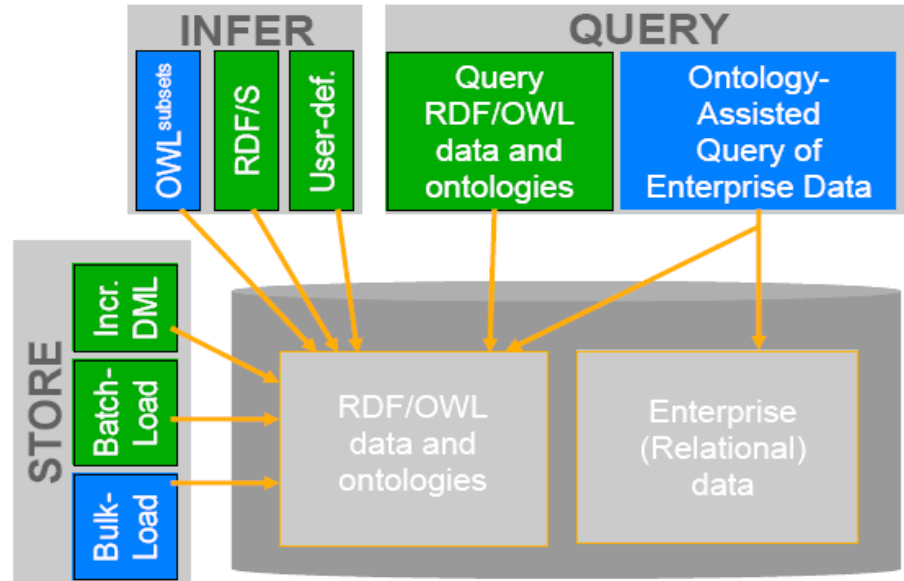 INFER
OWL subsets
RDF/S
User-def.
QUERY
Query
RDF/OWL
data and
ontologies
Ontology-
Assisted
Query of
Enterprise Data
STORE
Incr.
DML
Batch-
Load
Bulk-
Load
RDF/OWL
data and
ontologies
Enterprise
(Relational)
data